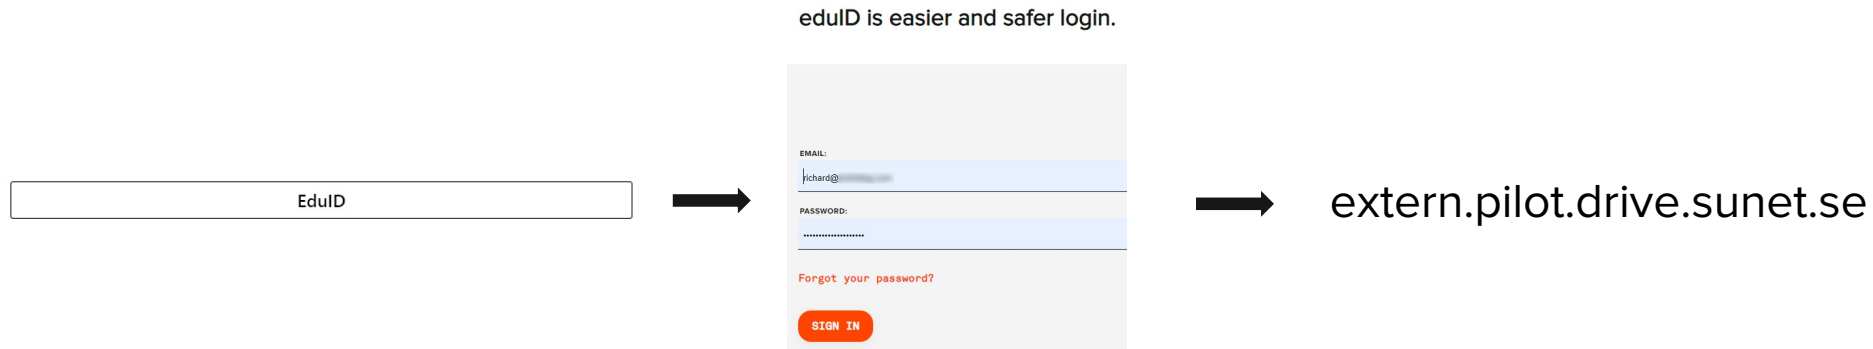 eduID is easier and safer login.
EduID
EMAIL:
richard@
PASSWORD:
Forgot your password?
SIGN IN
extern.pilot.drive.sunet.se